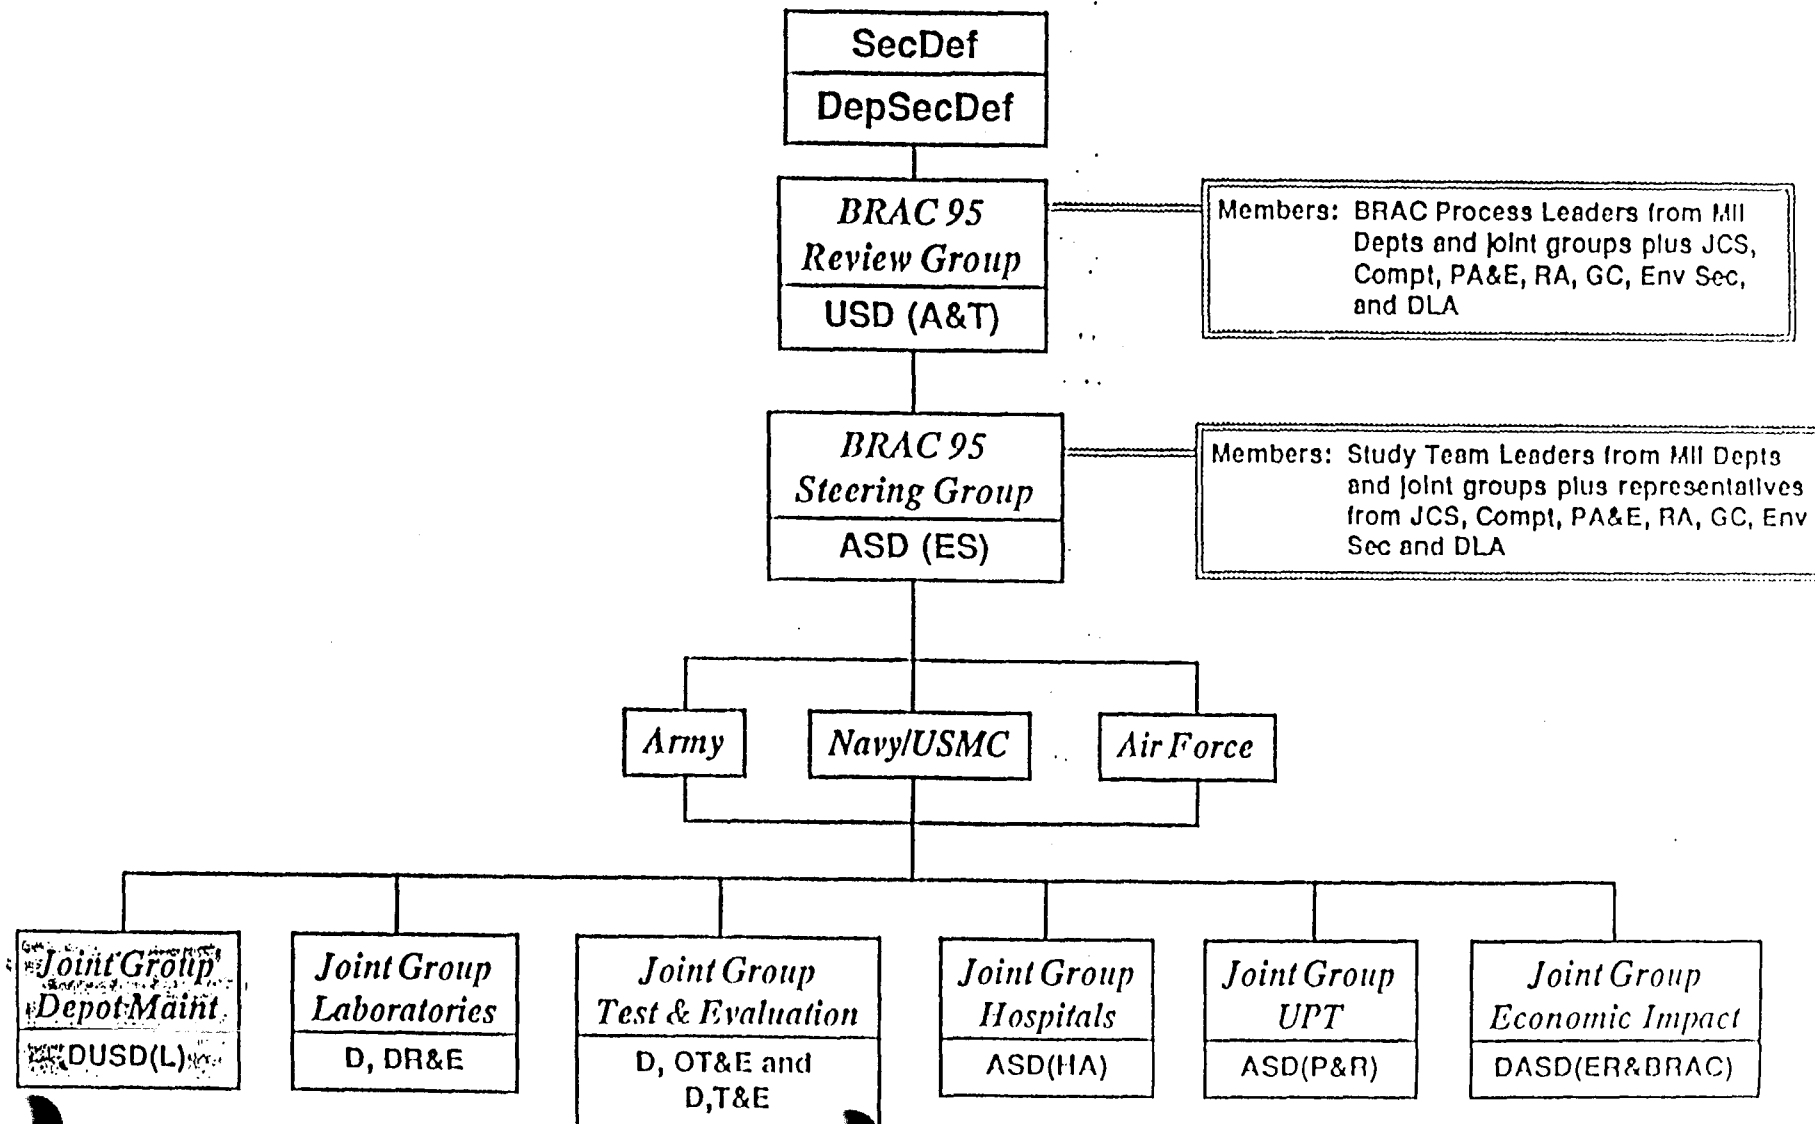 SecDef
DepSecDef
BRAC 95
Review Group
USD (A&T)
Members: BRAC Process Leaders from Mil
Depts and joint groups plus JCS,
Compt, PA&E, RA, GC, Env Sec,
and DLA
BRAC 95
Steering Group
ASD (ES)
Members: Study Team Leaders from Mil Depts
and joint groups plus representatives
from JCS, Compt, PA&E, RA, GC, Env
Sec and DLA
Army
Navy/USMC
Air Force
Joint Group
Depot Maint
DUSD(L)
Joint Group
Laboratories
D, DR&E
Joint Group
Test & Evaluation
D, OT&E and
D,T&E
Joint Group
Hospitals
ASD(HA)
Joint Group
UPT
ASD(P&R)
Joint Group
Economic Impact
DASD(ER&BRAC)